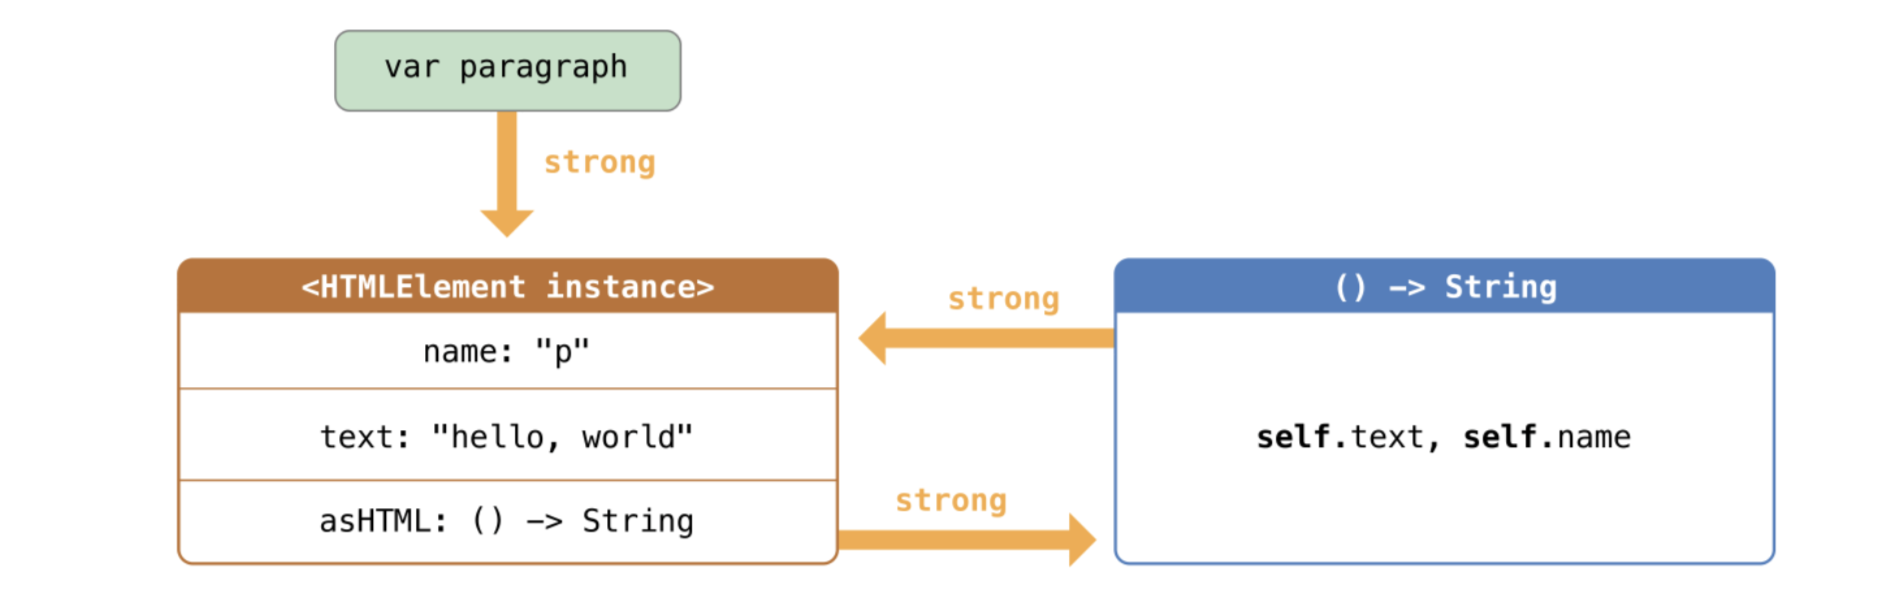 var paragraph
strong
<HTMLElement instance>
name: "p"
text: "hello, world"
asHTML: () -> String
strong
strong
() -> String
self.text, self.name